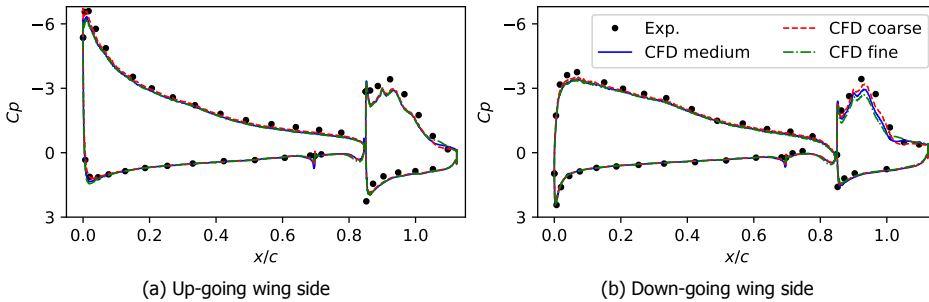 −6
−3
0
3
Cp
0.0 0.2 0.4 0.6 0.8 1.0
x/c
(a) Up-going wing side
−6
−3
0
3
Cp
Exp.
CFD medium
CFD coarse
CFD fine
0.0 0.2 0.4 0.6 0.8 1.0
x/c
(b) Down-going wing side